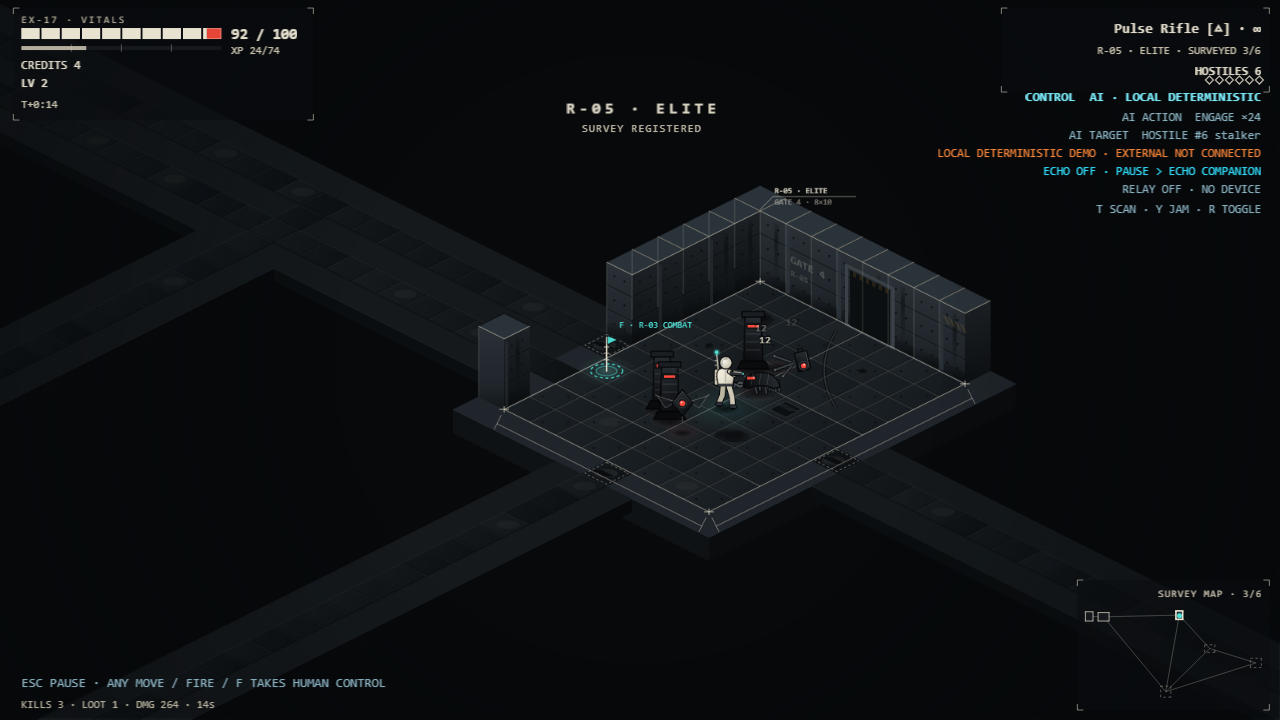 EX-17 · VITALS
92 / 100
XP 24/74
CREDITS 4
LV 2
T+0:14
Pulse Rifle [▲] · ∞
R-05 · ELITE · SURVEYED 3/6
HOSTILES 6
CONTROL AI · LOCAL DETERMINISTIC
AI ACTION ENGAGE ×24
AI TARGET HOSTILE #6 stalker
LOCAL DETERMINISTIC DEMO · EXTERNAL NOT CONNECTED
ECHO OFF · PAUSE > ECHO COMPANION
RELAY OFF · NO DEVICE
T SCAN · Y JAM · R TOGGLE
R-05 · ELITE
SURVEY REGISTERED
R-05 · ELITE
GATE 4 · 8×10
GATE 4
R-05
F · R-03 COMBAT
12
12
12
SURVEY MAP · 3/6
ESC PAUSE · ANY MOVE / FIRE / F TAKES HUMAN CONTROL
KILLS 3 · LOOT 1 · DMG 264 · 14s